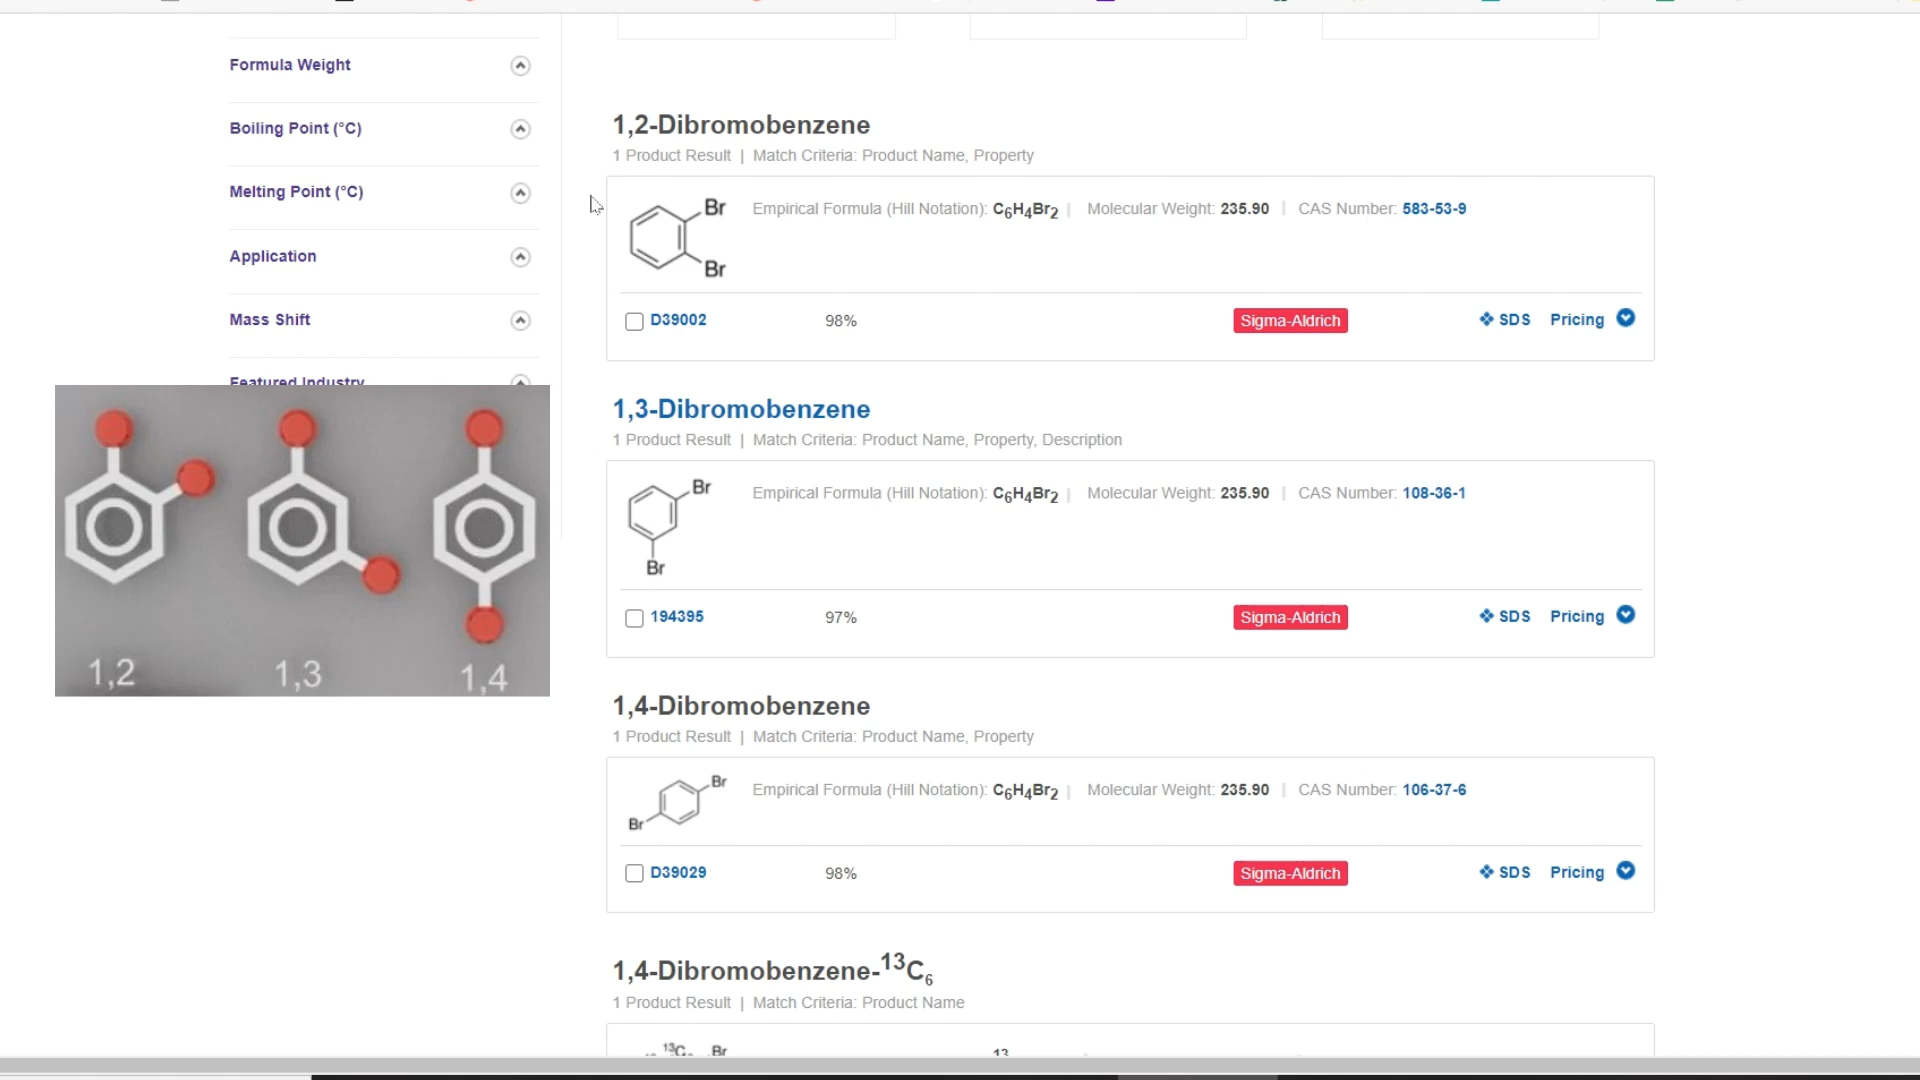 Formula Weight
Boiling Point (°C)
Melting Point (°C)
Application
Mass Shift
Featured Industry
1,2 1,3 1,4
1,2-Dibromobenzene
1 Product Result | Match Criteria: Product Name, Property
Br
Br
Empirical Formula (Hill Notation): C6H4Br2 | Molecular Weight: 235.90 | CAS Number: 583-53-9
D39002 98% Sigma-Aldrich SDS Pricing
1,3-Dibromobenzene
1 Product Result | Match Criteria: Product Name, Property, Description
Br
Br
Empirical Formula (Hill Notation): C6H4Br2 | Molecular Weight: 235.90 | CAS Number: 108-36-1
194395 97% Sigma-Aldrich SDS Pricing
1,4-Dibromobenzene
1 Product Result | Match Criteria: Product Name, Property
Br
Br
Empirical Formula (Hill Notation): C6H4Br2 | Molecular Weight: 235.90 | CAS Number: 106-37-6
D39029 98% Sigma-Aldrich SDS Pricing
1,4-Dibromobenzene-13C6
1 Product Result | Match Criteria: Product Name
13C Br
13